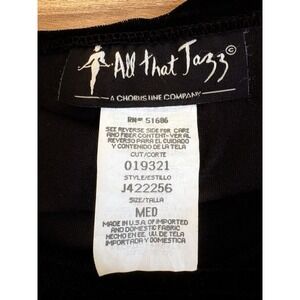 All that Jazz©
A CHORUS LINE COMPANY
RN# 51686
SEE REVERSE SIDE FOR CARE
AND FIBER CONTENT-VER AL
REVERSO PARA EL CUIDADO
Y CONTENIDO DE LA TELA
CUT/CORTE
019321
STYLE/ESTILLO
J422256
SIZE/TALLA
MED
MADE IN U.S.A. OF IMPORTED
AND DOMESTIC FABRIC
HECHO EN EE. UU. DE TELA
IMPORTADA Y DOMESTICA